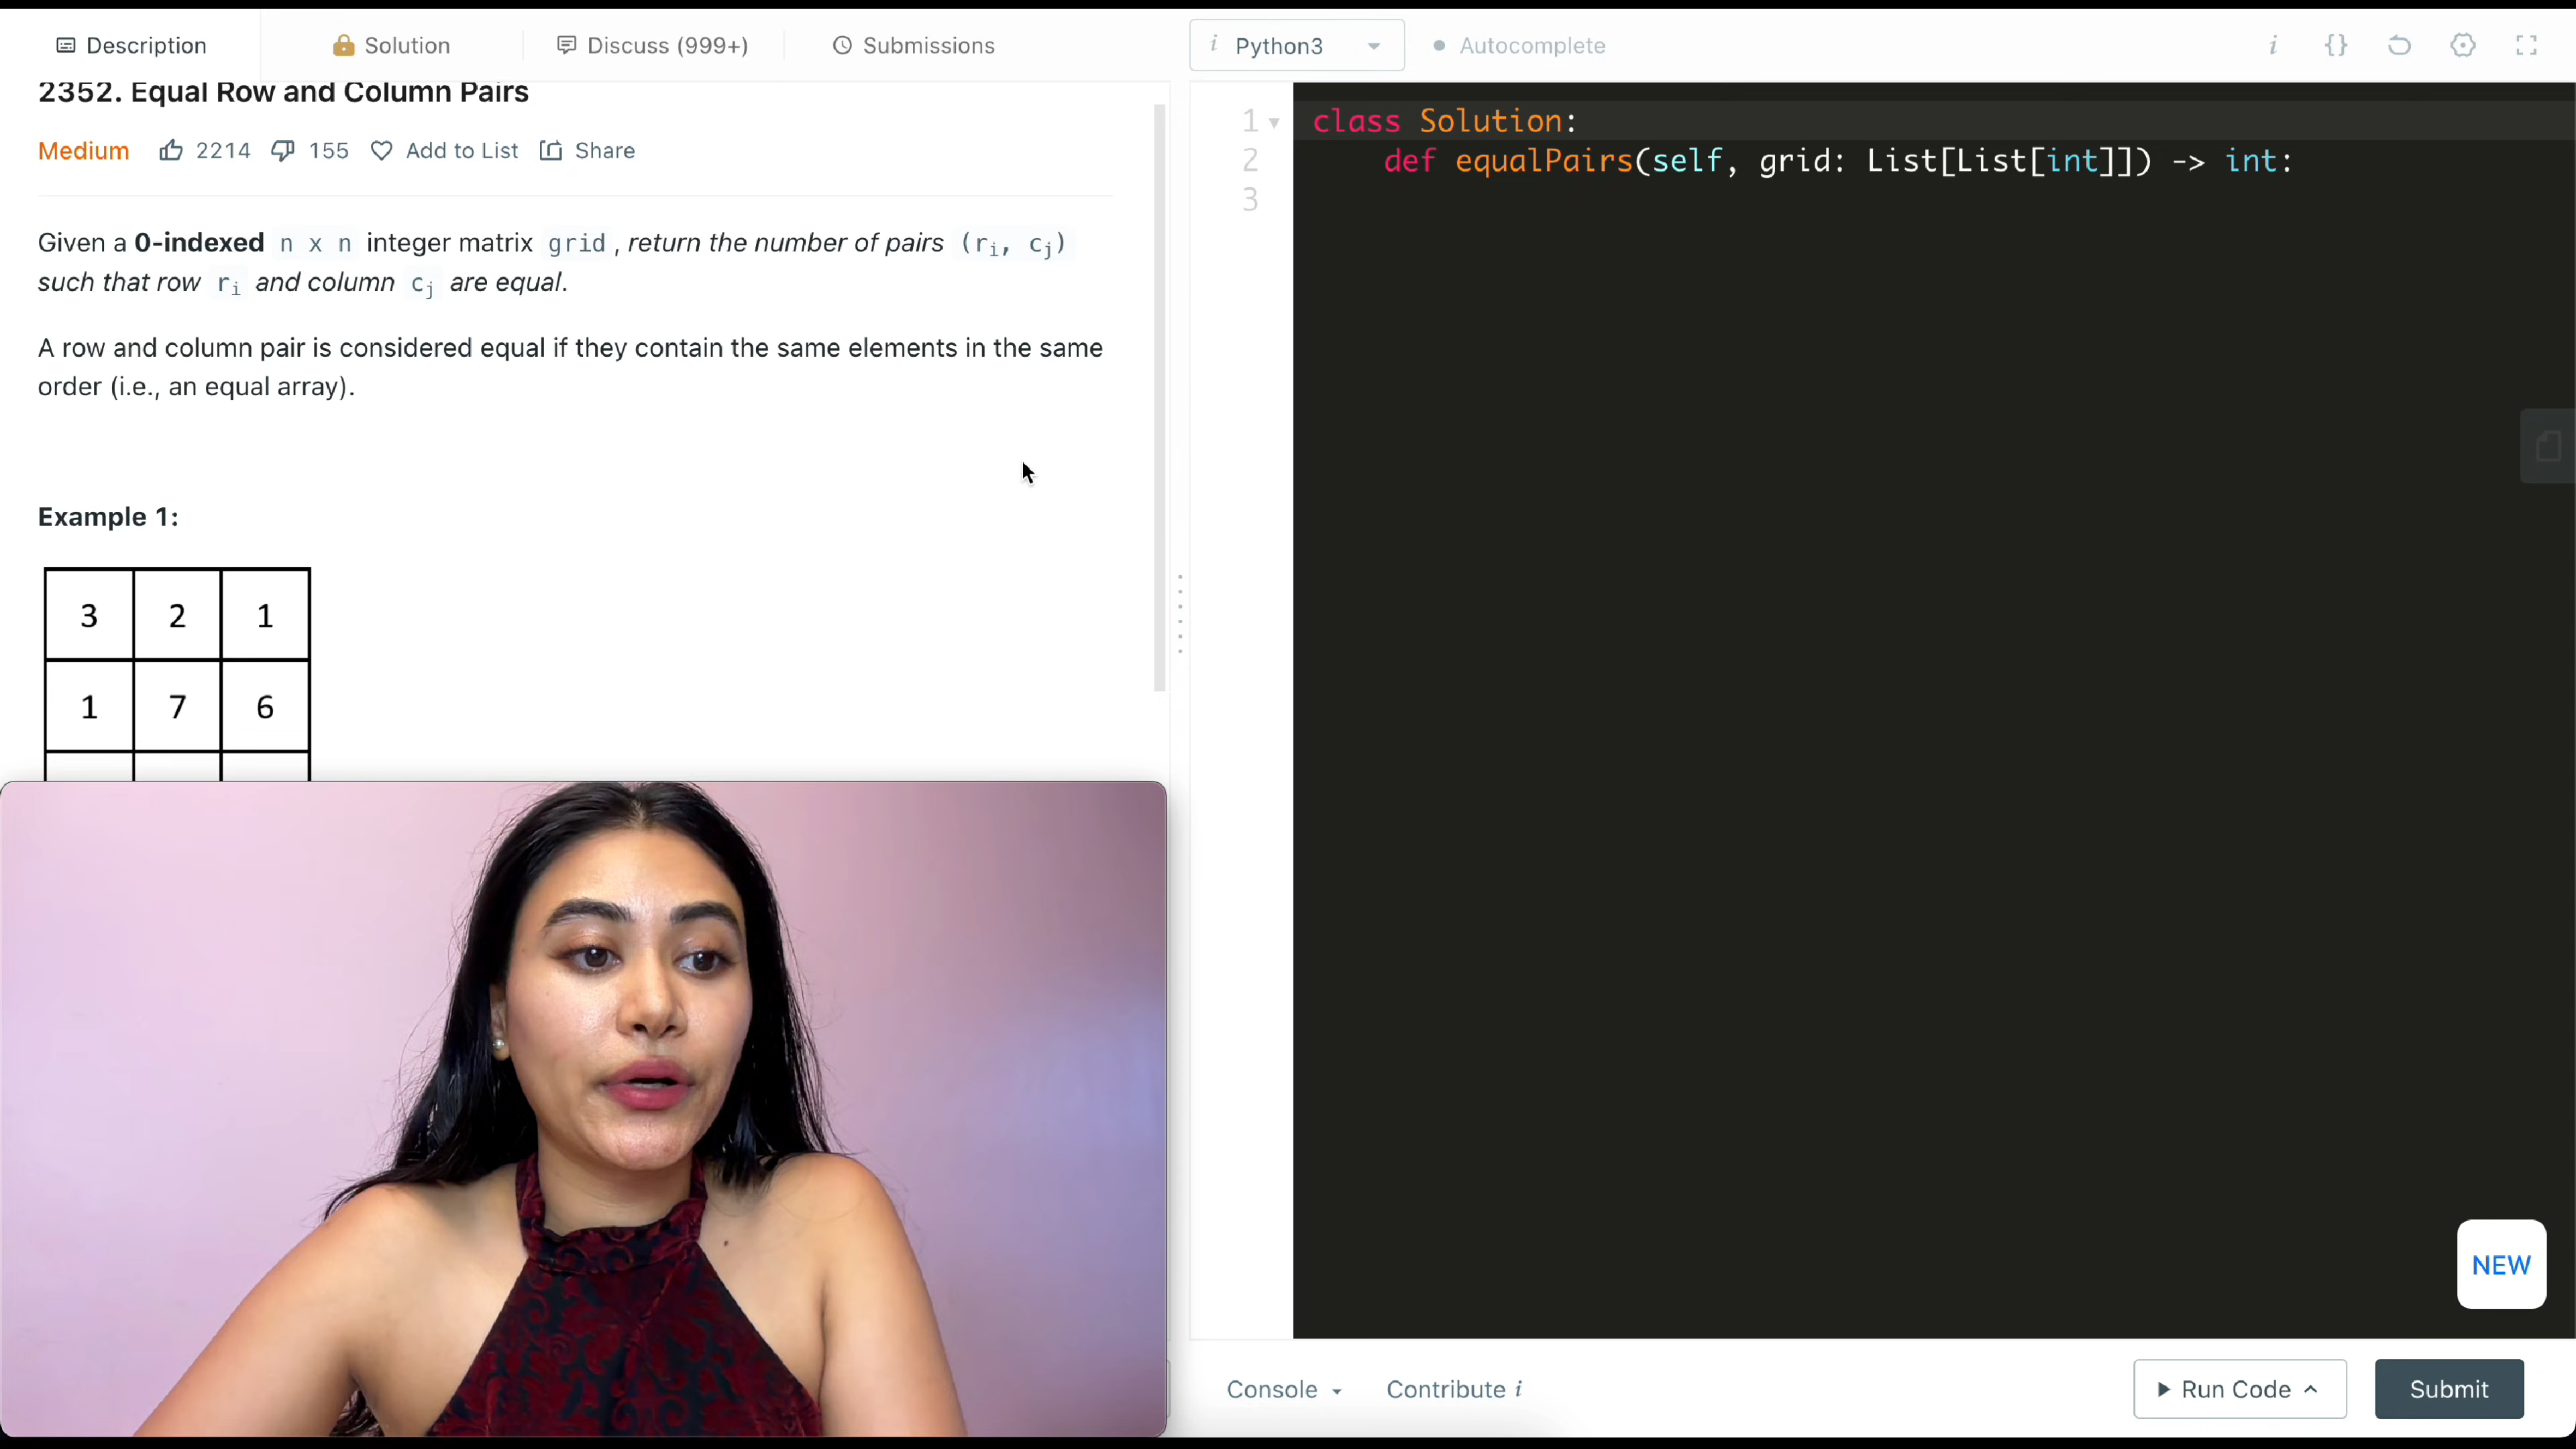 Description
Solution
Discuss (999+)
Submissions
i Python3
Autocomplete
i {}
2352. Equal Row and Column Pairs
Medium 2214 155 Add to List Share
Given a 0-indexed n x n integer matrix grid , return the number of pairs (ri, cj)
such that row ri and column cj are equal.
A row and column pair is considered equal if they contain the same elements in the same
order (i.e., an equal array).
Example 1:
3 2 1
1 7 6
1 class Solution:
2 def equalPairs(self, grid: List[List[int]]) -> int:
3
NEW
Console
Contribute i
Run Code
Submit